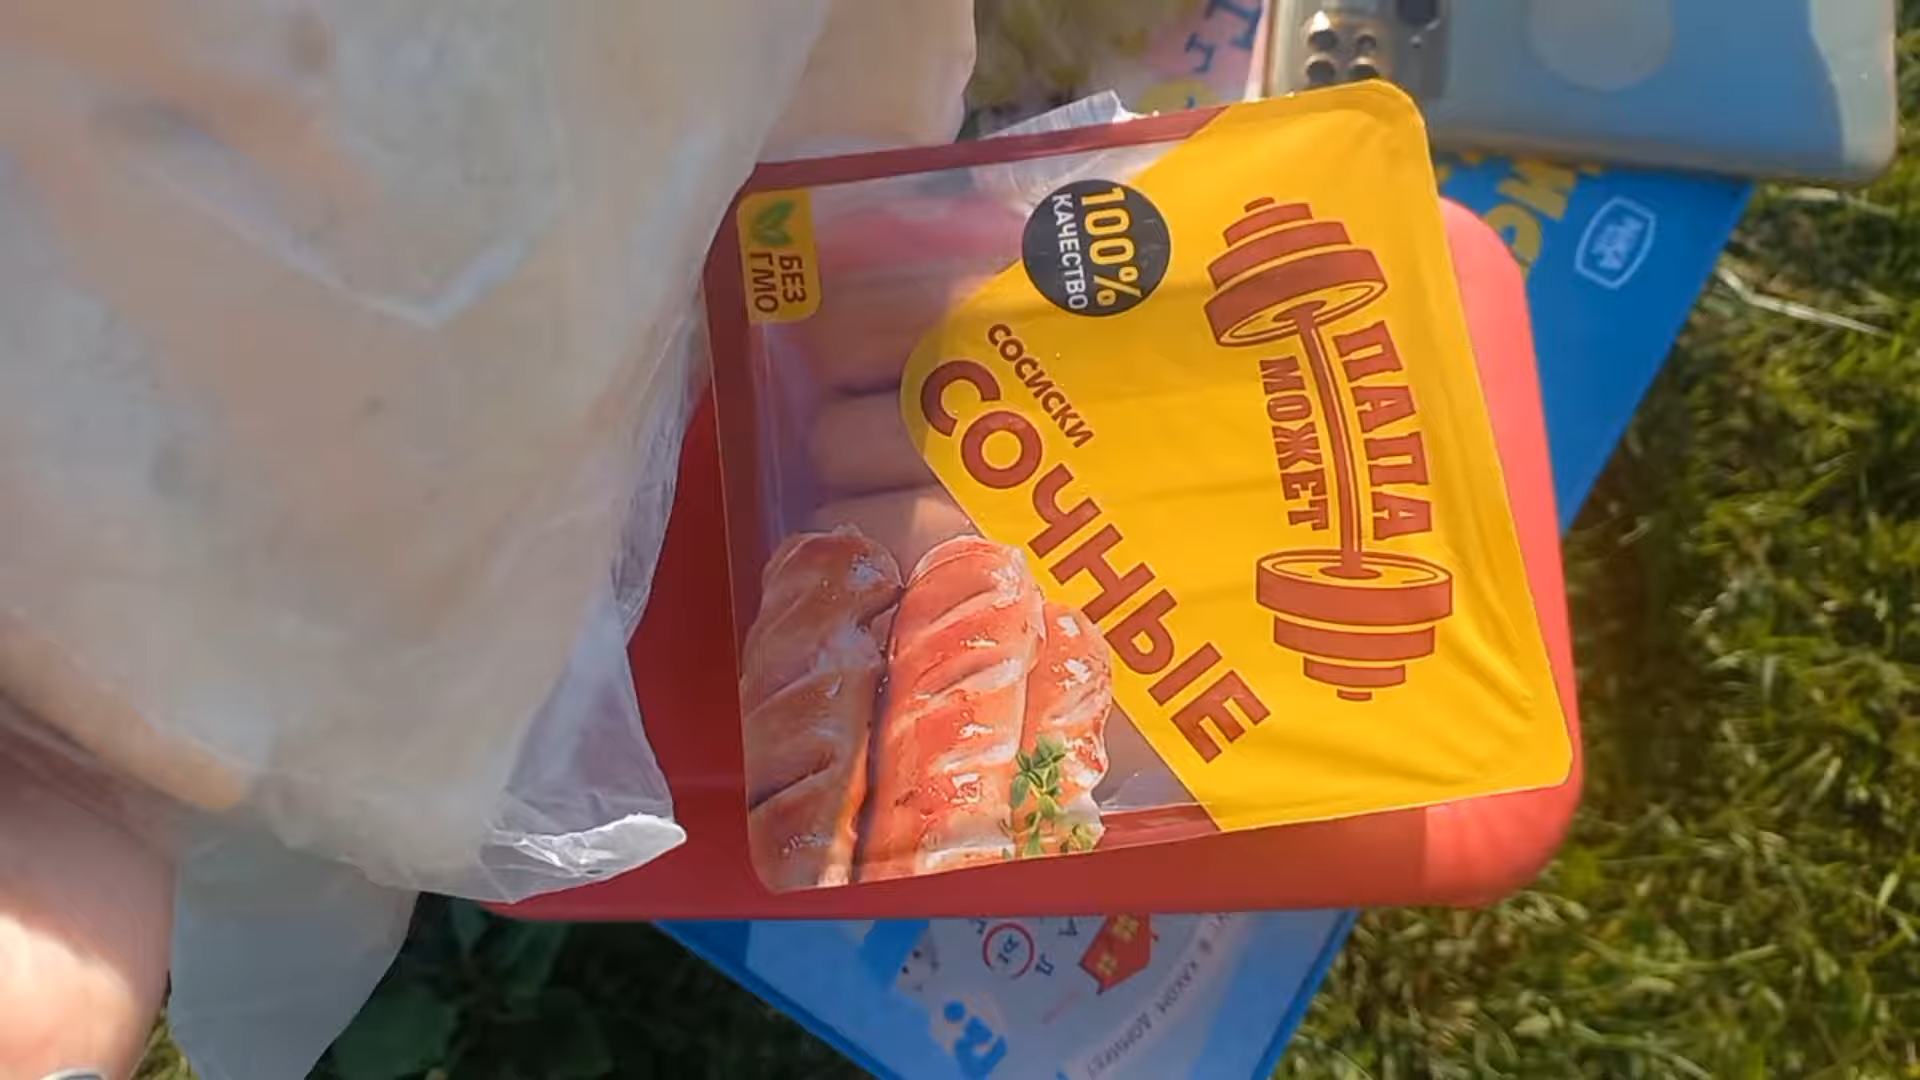 ПАПА
МОЖЕТ
100%
КАЧЕСТВО
СОСИСКИ
СОЧНЫЕ
БЕЗ
ГМО